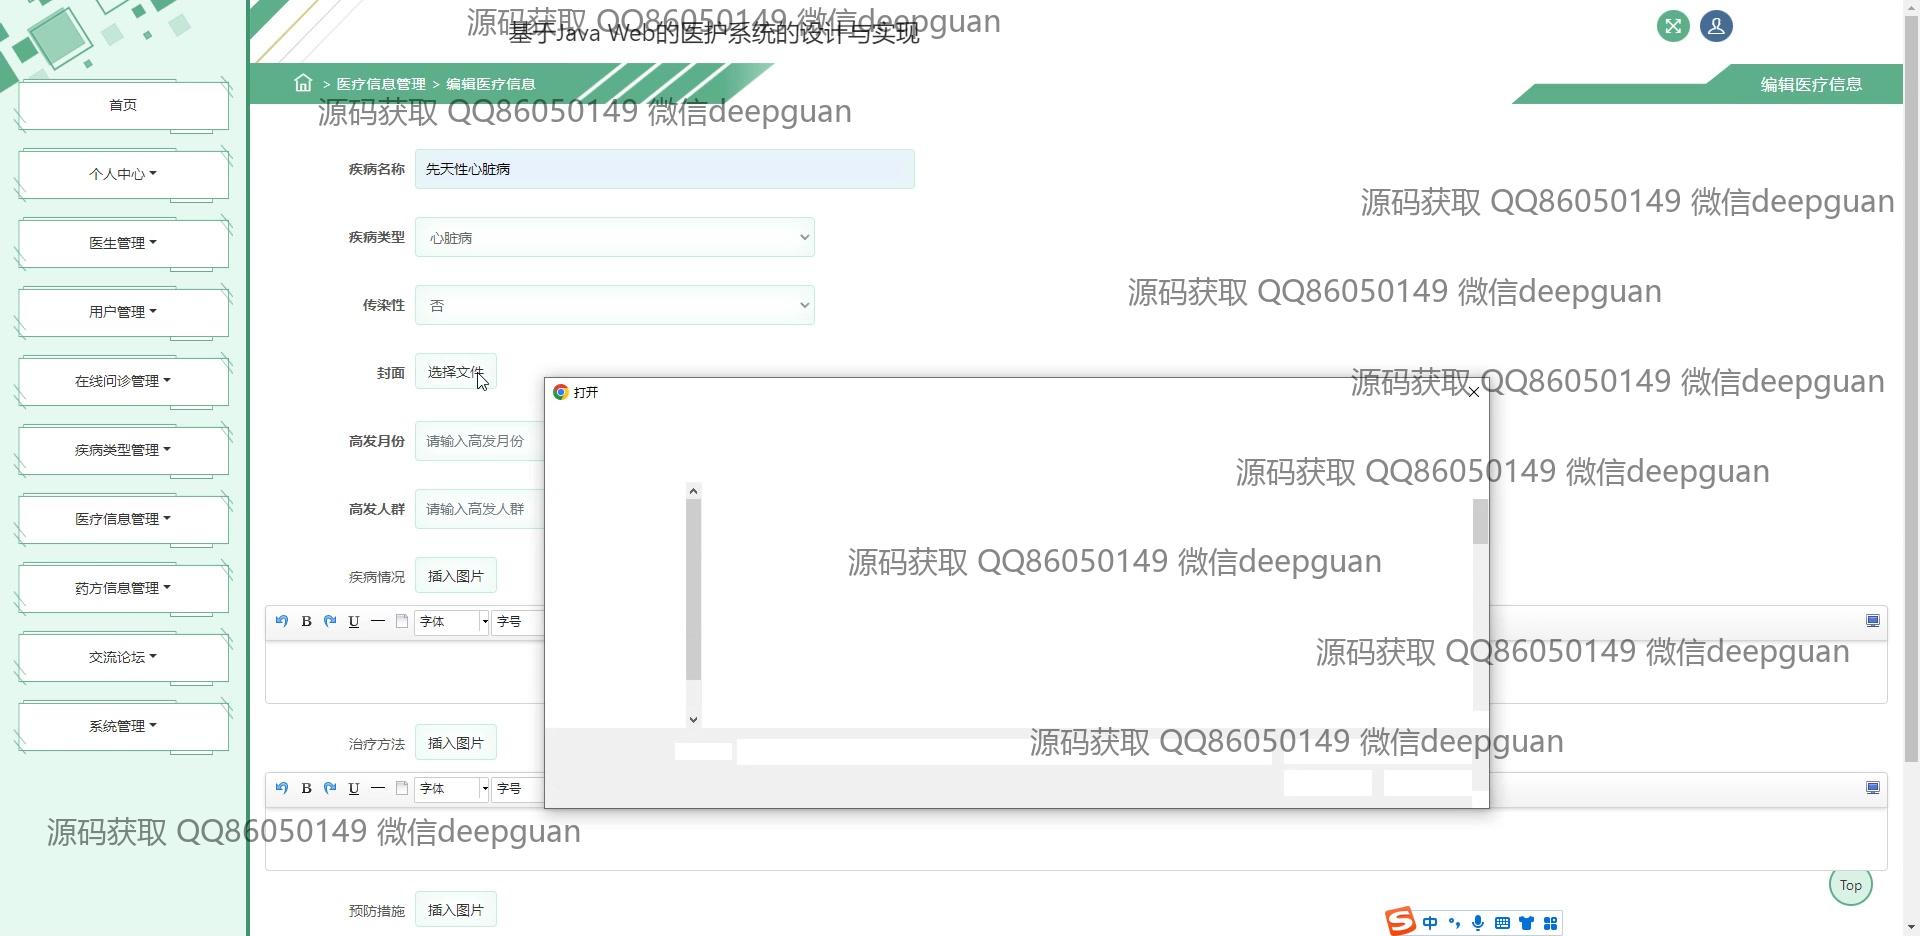 源码获取 QQ86050149 微信deepguan
基于Java Web的医护系统的设计与实现
> 医疗信息管理 > 编辑医疗信息
编辑医疗信息
源码获取 QQ86050149 微信deepguan
首页
个人中心
医生管理
用户管理
在线问诊管理
疾病类型管理
医疗信息管理
药方信息管理
交流论坛
系统管理
疾病名称 先天性心脏病
源码获取 QQ86050149 微信deepguan
疾病类型 心脏病
源码获取 QQ86050149 微信deepguan
传染性 否
封面 选择文件
打开
源码获取 QQ86050149 微信deepguan
高发月份 请输入高发月份
源码获取 QQ86050149 微信deepguan
高发人群 请输入高发人群
源码获取 QQ86050149 微信deepguan
疾病情况 插入图片
B U 字体 字号
源码获取 QQ86050149 微信deepguan
治疗方法 插入图片
源码获取 QQ86050149 微信deepguan
B U 字体 字号
源码获取 QQ86050149 微信deepguan
Top
预防措施 插入图片
S 中